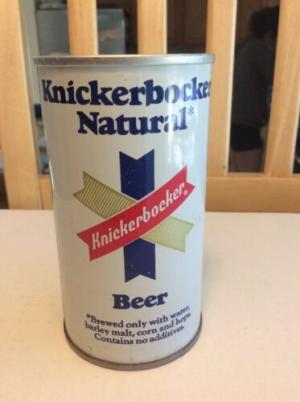 Knickerbocker
Natural*
Knickerbocker®
Beer
*Brewed only with water,
barley malt, corn and hops.
Contains no additives.